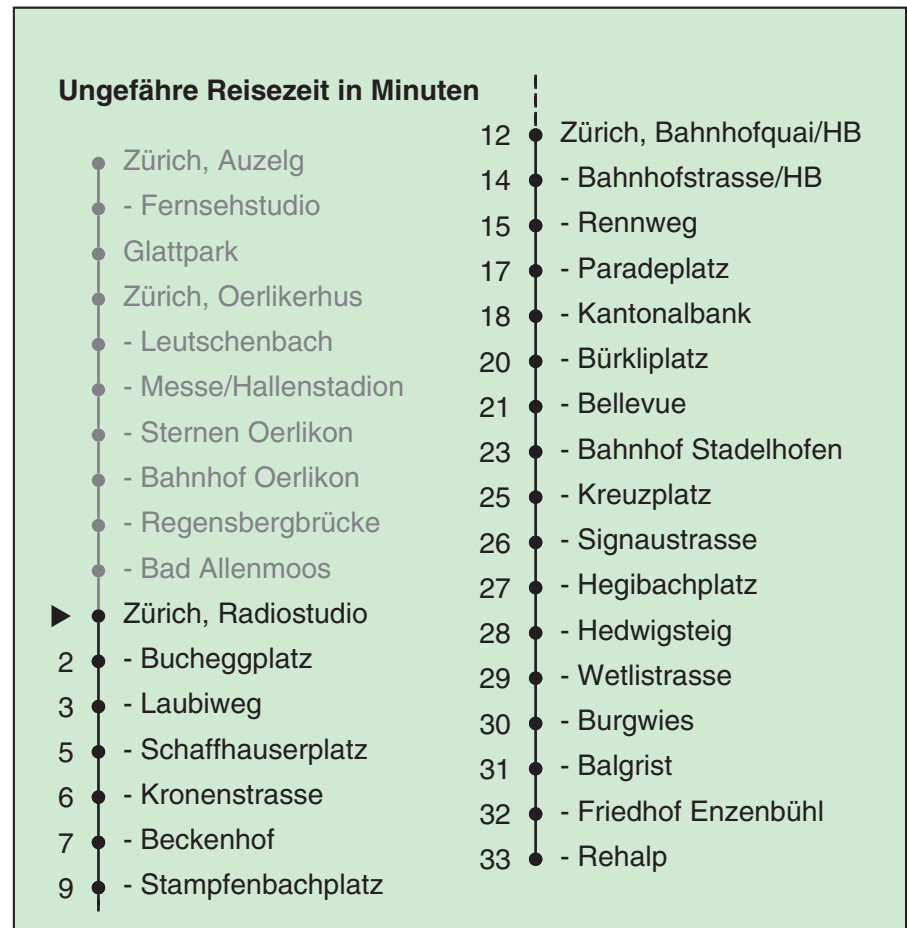 Ungefähre Reisezeit in Minuten
Zürich, Auzelg
- Fernsehstudio
Glattpark
Zürich, Oerlikerhus
- Leutschenbach
- Messe/Hallenstadion
- Sternen Oerlikon
- Bahnhof Oerlikon
- Regensbergbrücke
- Bad Allenmoos
Zürich, Radiostudio
2 - Bucheggplatz
3 - Laubiweg
5 - Schaffhauserplatz
6 - Kronenstrasse
7 - Beckenhof
9 - Stampfenbachplatz
12 Zürich, Bahnhofquai/HB
14 - Bahnhofstrasse/HB
15 - Rennweg
17 - Paradeplatz
18 - Kantonalbank
20 - Bürkliplatz
21 - Bellevue
23 - Bahnhof Stadelhofen
25 - Kreuzplatz
26 - Signaustrasse
27 - Hegibachplatz
28 - Hedwigsteig
29 - Wetlistrasse
30 - Burgwies
31 - Balgrist
32 - Friedhof Enzenbühl
33 - Rehalp